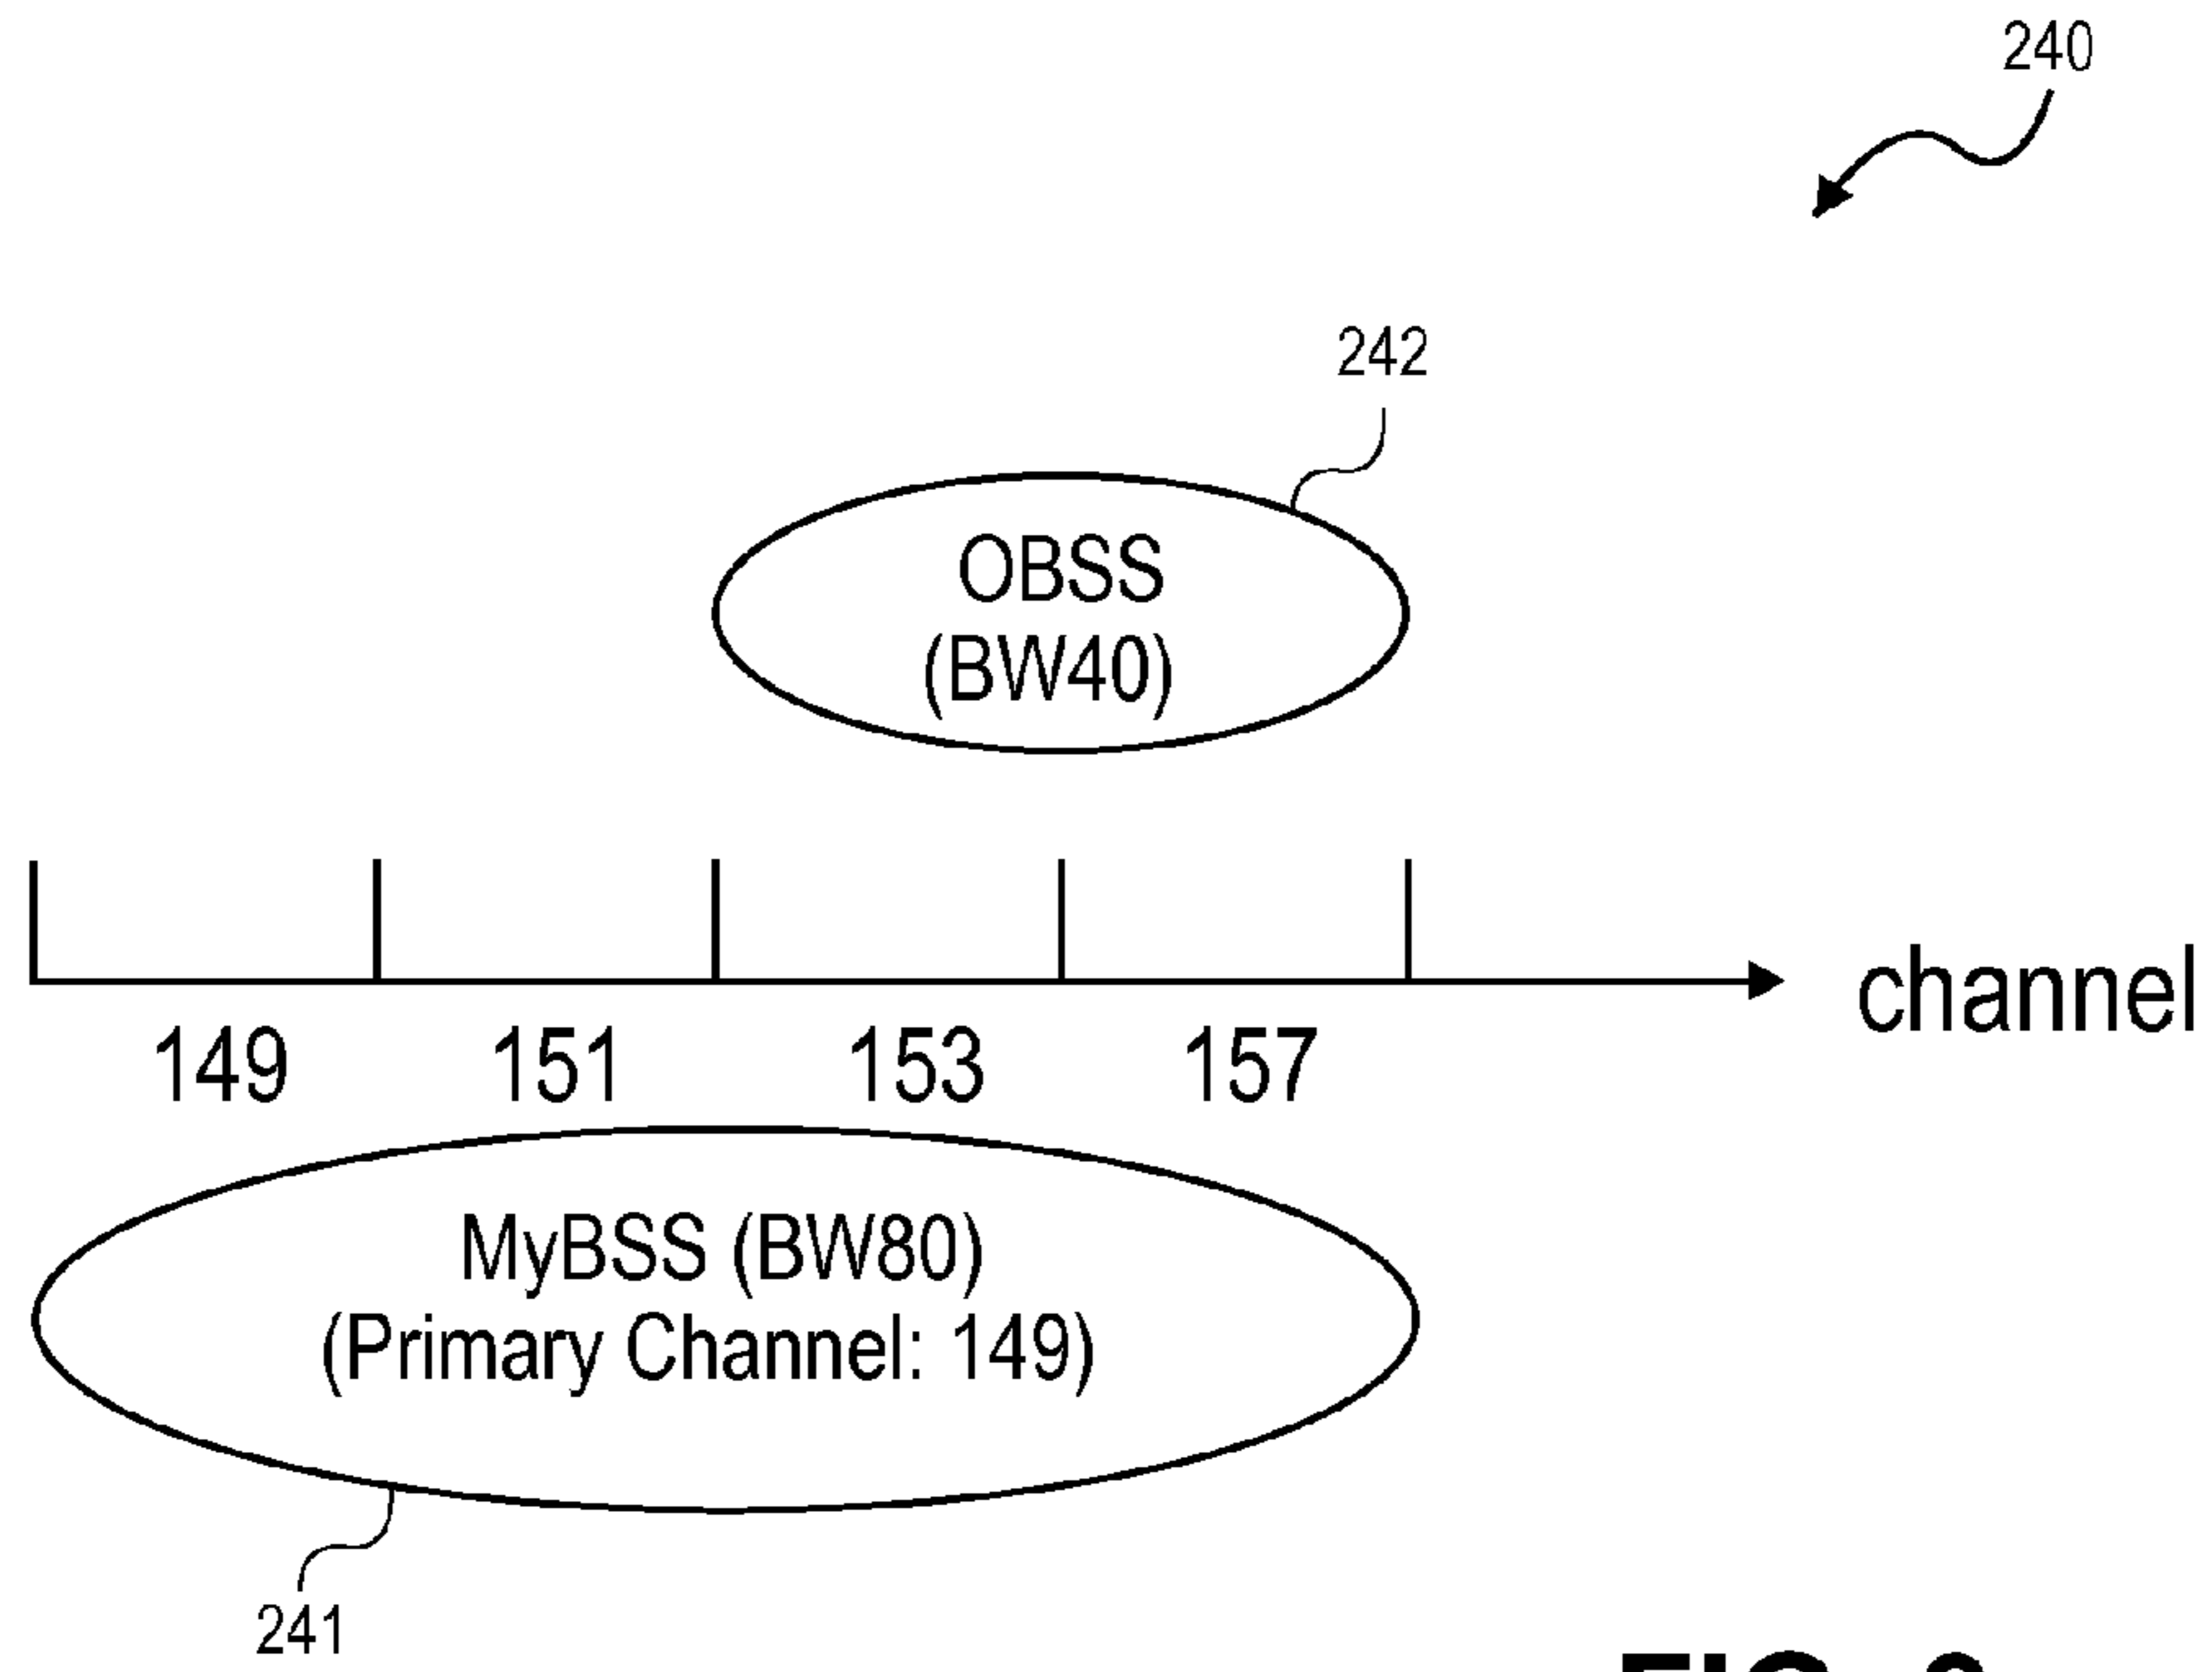 240
242
OBSS
(BW40)
channel
149 151 153 157
MyBSS (BW80)
(Primary Channel: 149)
241